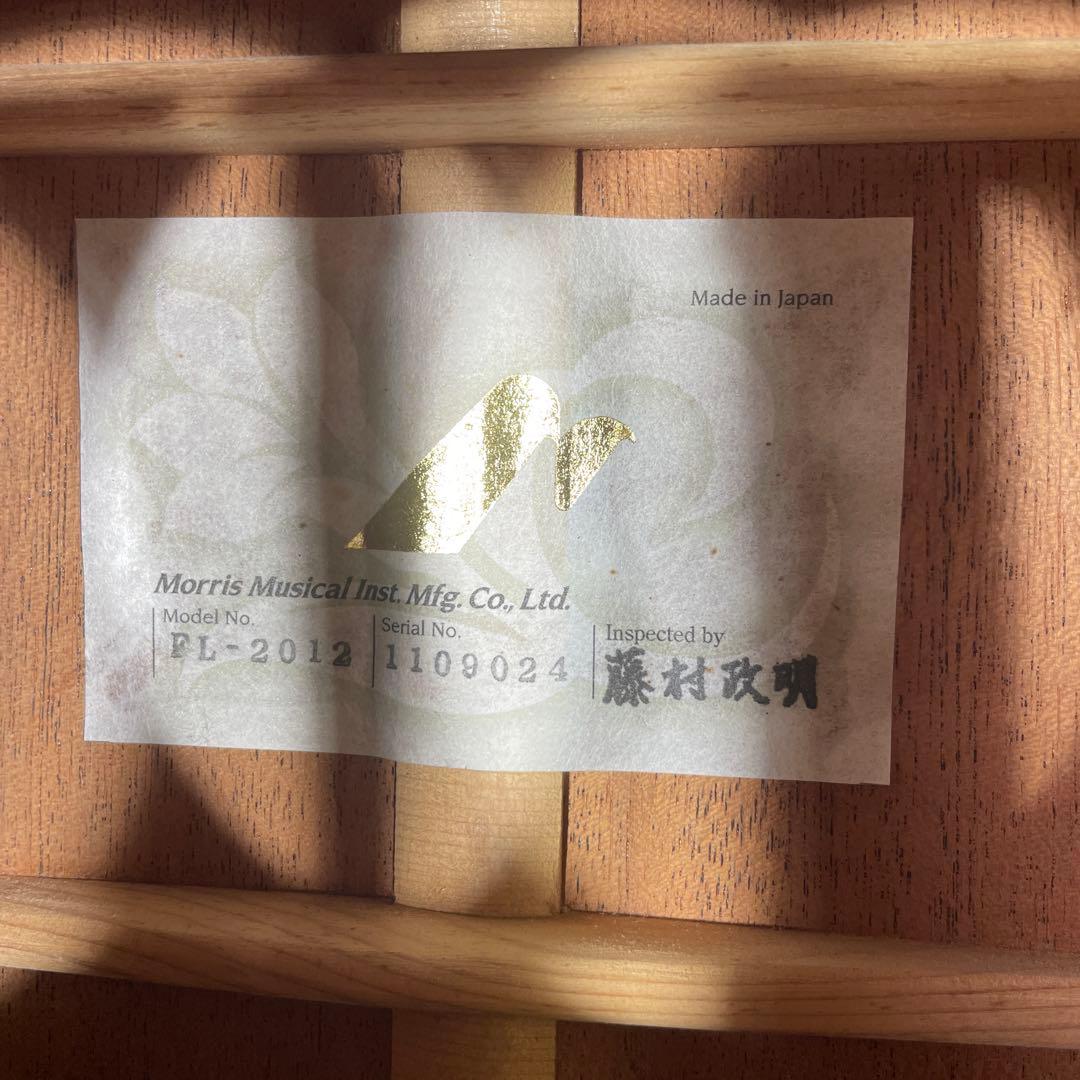 Made in Japan
Morris Musical Inst. Mfg. Co., Ltd.
Model No.
FL-2012
Serial No.
1109024
Inspected by
藤村政明